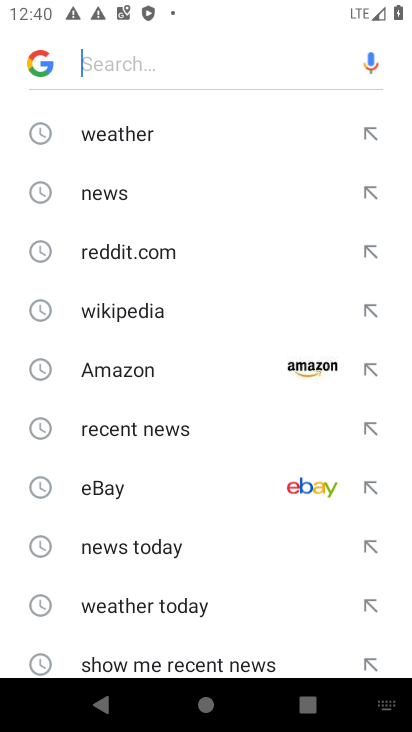 12:40
LTE
Search…
weather
news
reddit.com
wikipedia
Amazon amazon
recent news
eBay ebay
news today
weather today
show me recent news